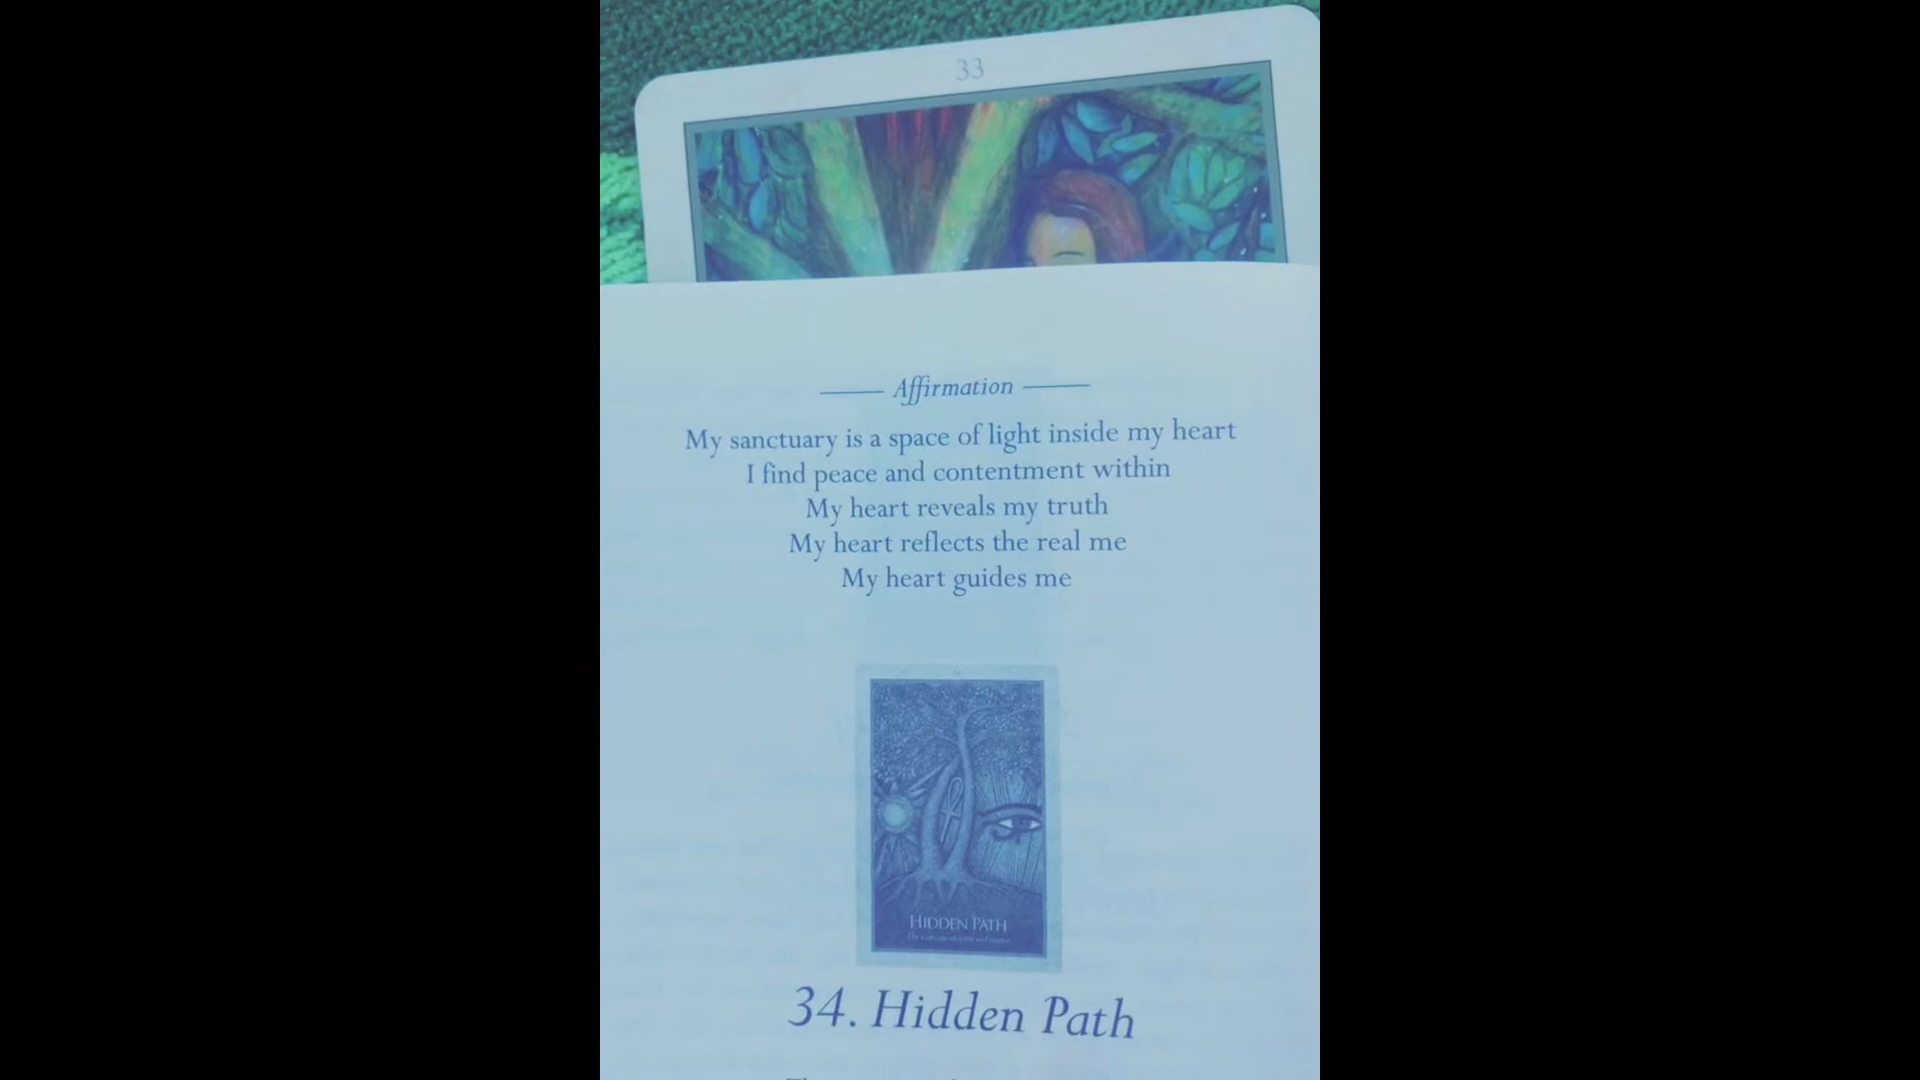 33
Affirmation
My sanctuary is a space of light inside my heart
I find peace and contentment within
My heart reveals my truth
My heart reflects the real me
My heart guides me
HIDDEN PATH
34. Hidden Path